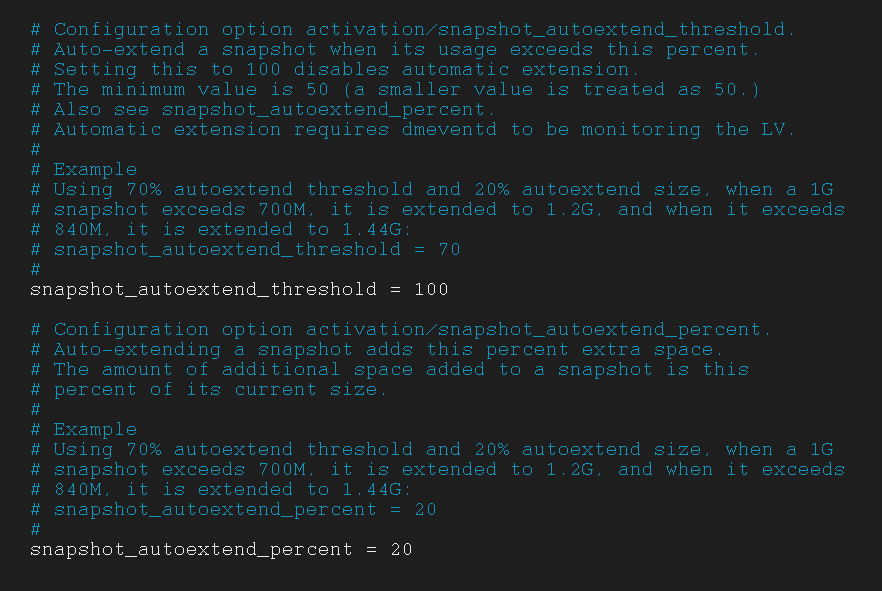 # Configuration option activation/snapshot_autoextend_threshold.
# Auto-extend a snapshot when its usage exceeds this percent.
# Setting this to 100 disables automatic extension.
# The minimum value is 50 (a smaller value is treated as 50.)
# Also see snapshot_autoextend_percent.
# Automatic extension requires dmeventd to be monitoring the LV.
#
# Example
# Using 70% autoextend threshold and 20% autoextend size, when a 1G
# snapshot exceeds 700M, it is extended to 1.2G, and when it exceeds
# 840M, it is extended to 1.44G:
# snapshot_autoextend_threshold = 70
#
snapshot_autoextend_threshold = 100

# Configuration option activation/snapshot_autoextend_percent.
# Auto-extending a snapshot adds this percent extra space.
# The amount of additional space added to a snapshot is this
# percent of its current size.
#
# Example
# Using 70% autoextend threshold and 20% autoextend size, when a 1G
# snapshot exceeds 700M, it is extended to 1.2G, and when it exceeds
# 840M, it is extended to 1.44G:
# snapshot_autoextend_percent = 20
#
snapshot_autoextend_percent = 20